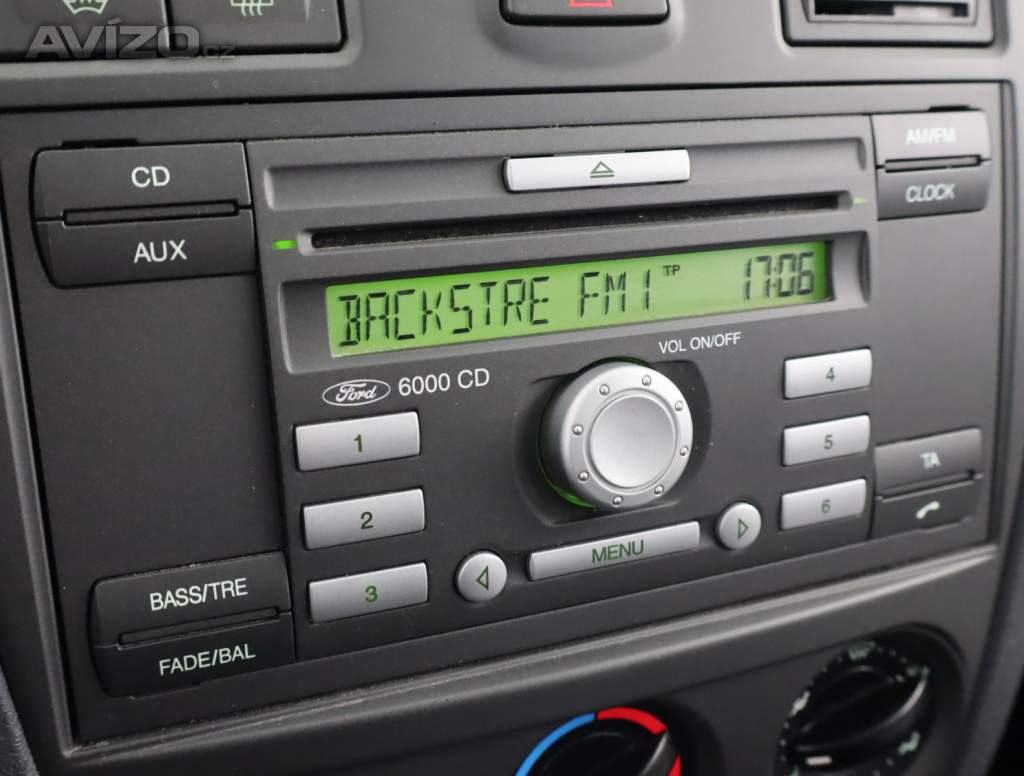 AVÍZO.cz
CD
AUX
AM/FM
CLOCK
BACKSTRE FM1 TP 17:06
VOL ON/OFF
Ford 6000 CD
1
2
3
4
5
6
TA
MENU
BASS/TRE
FADE/BAL